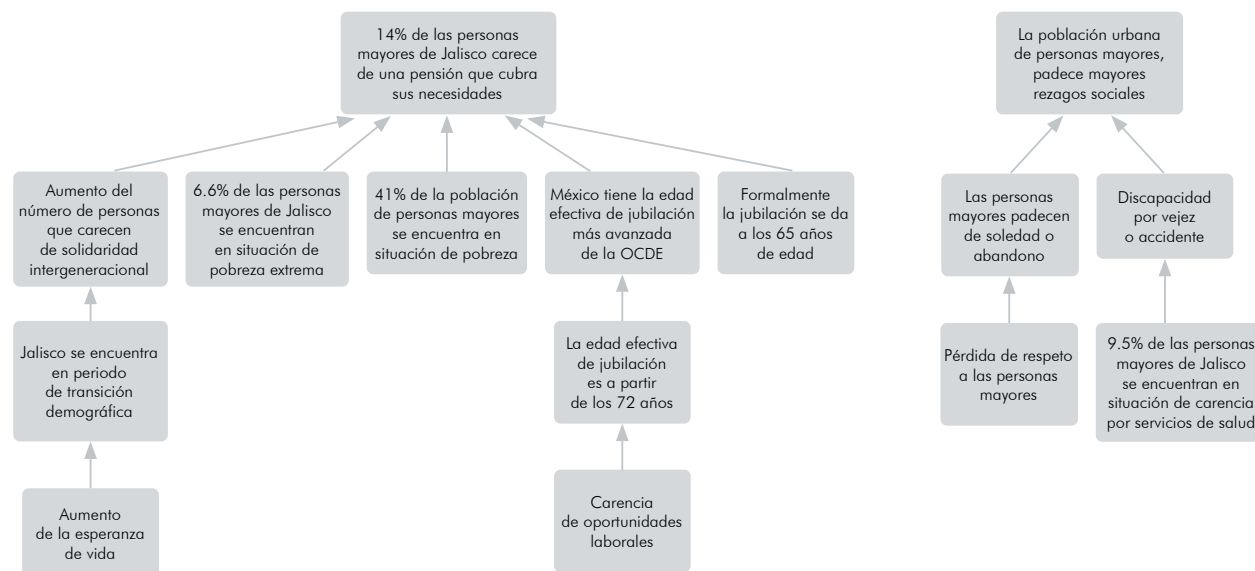 14% de las personas
mayores de Jalisco carece
de una pensión que cubra
sus necesidades
La población urbana
de personas mayores,
padece mayores
rezagos sociales
Aumento del
número de personas
que carecen
de solidaridad
intergeneracional
6.6% de las personas
mayores de Jalisco
se encuentran
en situación de
pobreza extrema
41% de la población
de personas mayores
se encuentra en
situación de pobreza
México tiene la edad
efectiva de jubilación
más avanzada
de la OCDE
Formalmente
la jubilación se da
a los 65 años
de edad
Las personas
mayores padecen
de soledad o
abandono
Discapacidad
por vejez
o accidente
Jalisco se encuentra
en periodo
de transición
demográfica
La edad efectiva
de jubilación
es a partir
de los 72 años
Pérdida de respeto
a las personas
mayores
9.5% de las personas
mayores de Jalisco
se encuentran en
situación de carencia
por servicios de salud
Aumento
de la esperanza
de vida
Carencia
de oportunidades
laborales